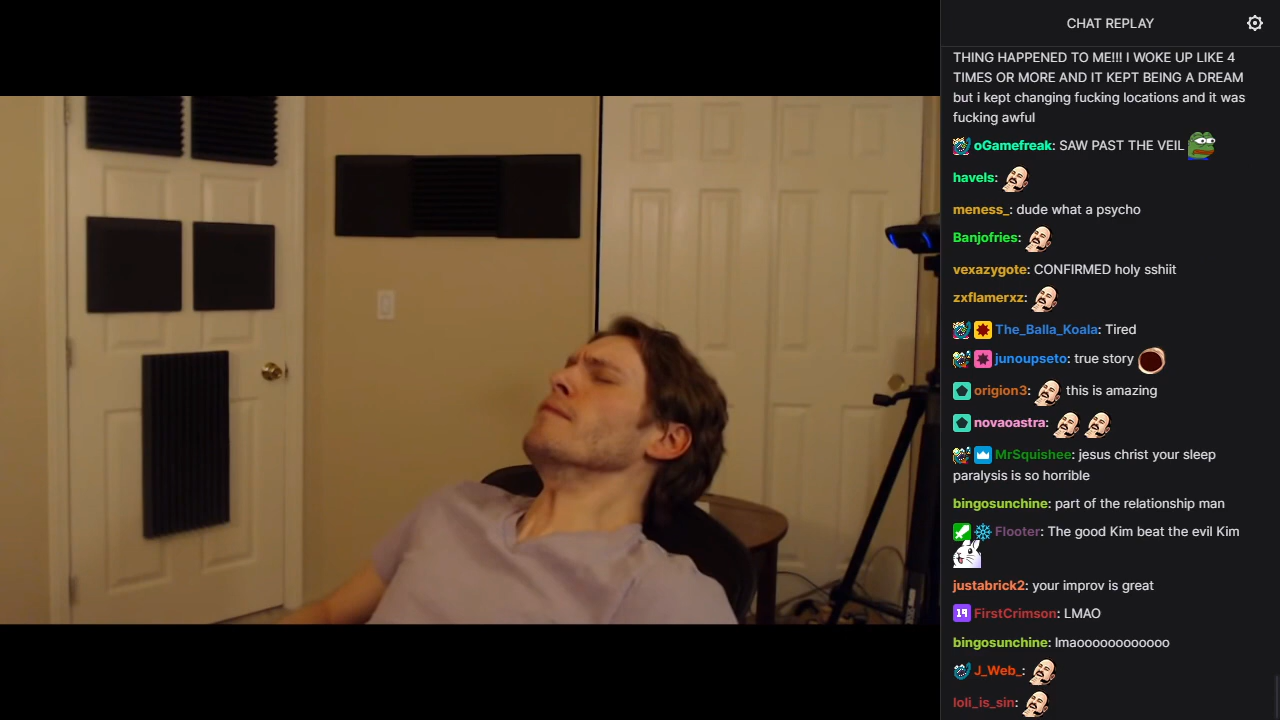 CHAT REPLAY
THING HAPPENED TO ME!!! I WOKE UP LIKE 4
TIMES OR MORE AND IT KEPT BEING A DREAM
but i kept changing fucking locations and it was
fucking awful
oGamefreak: SAW PAST THE VEIL
havels:
meness_: dude what a psycho
Banjofries:
vexazygote: CONFIRMED holy sshiit
zxflamerxz:
The_Balla_Koala: Tired
junoupseto: true story
origion3: this is amazing
novaoastra:
MrSquishee: jesus christ your sleep
paralysis is so horrible
bingosunchine: part of the relationship man
Flooter: The good Kim beat the evil Kim
justabrick2: your improv is great
19 FirstCrimson: LMAO
bingosunchine: lmaoooooooooooo
J_Web_:
loli_is_sin: